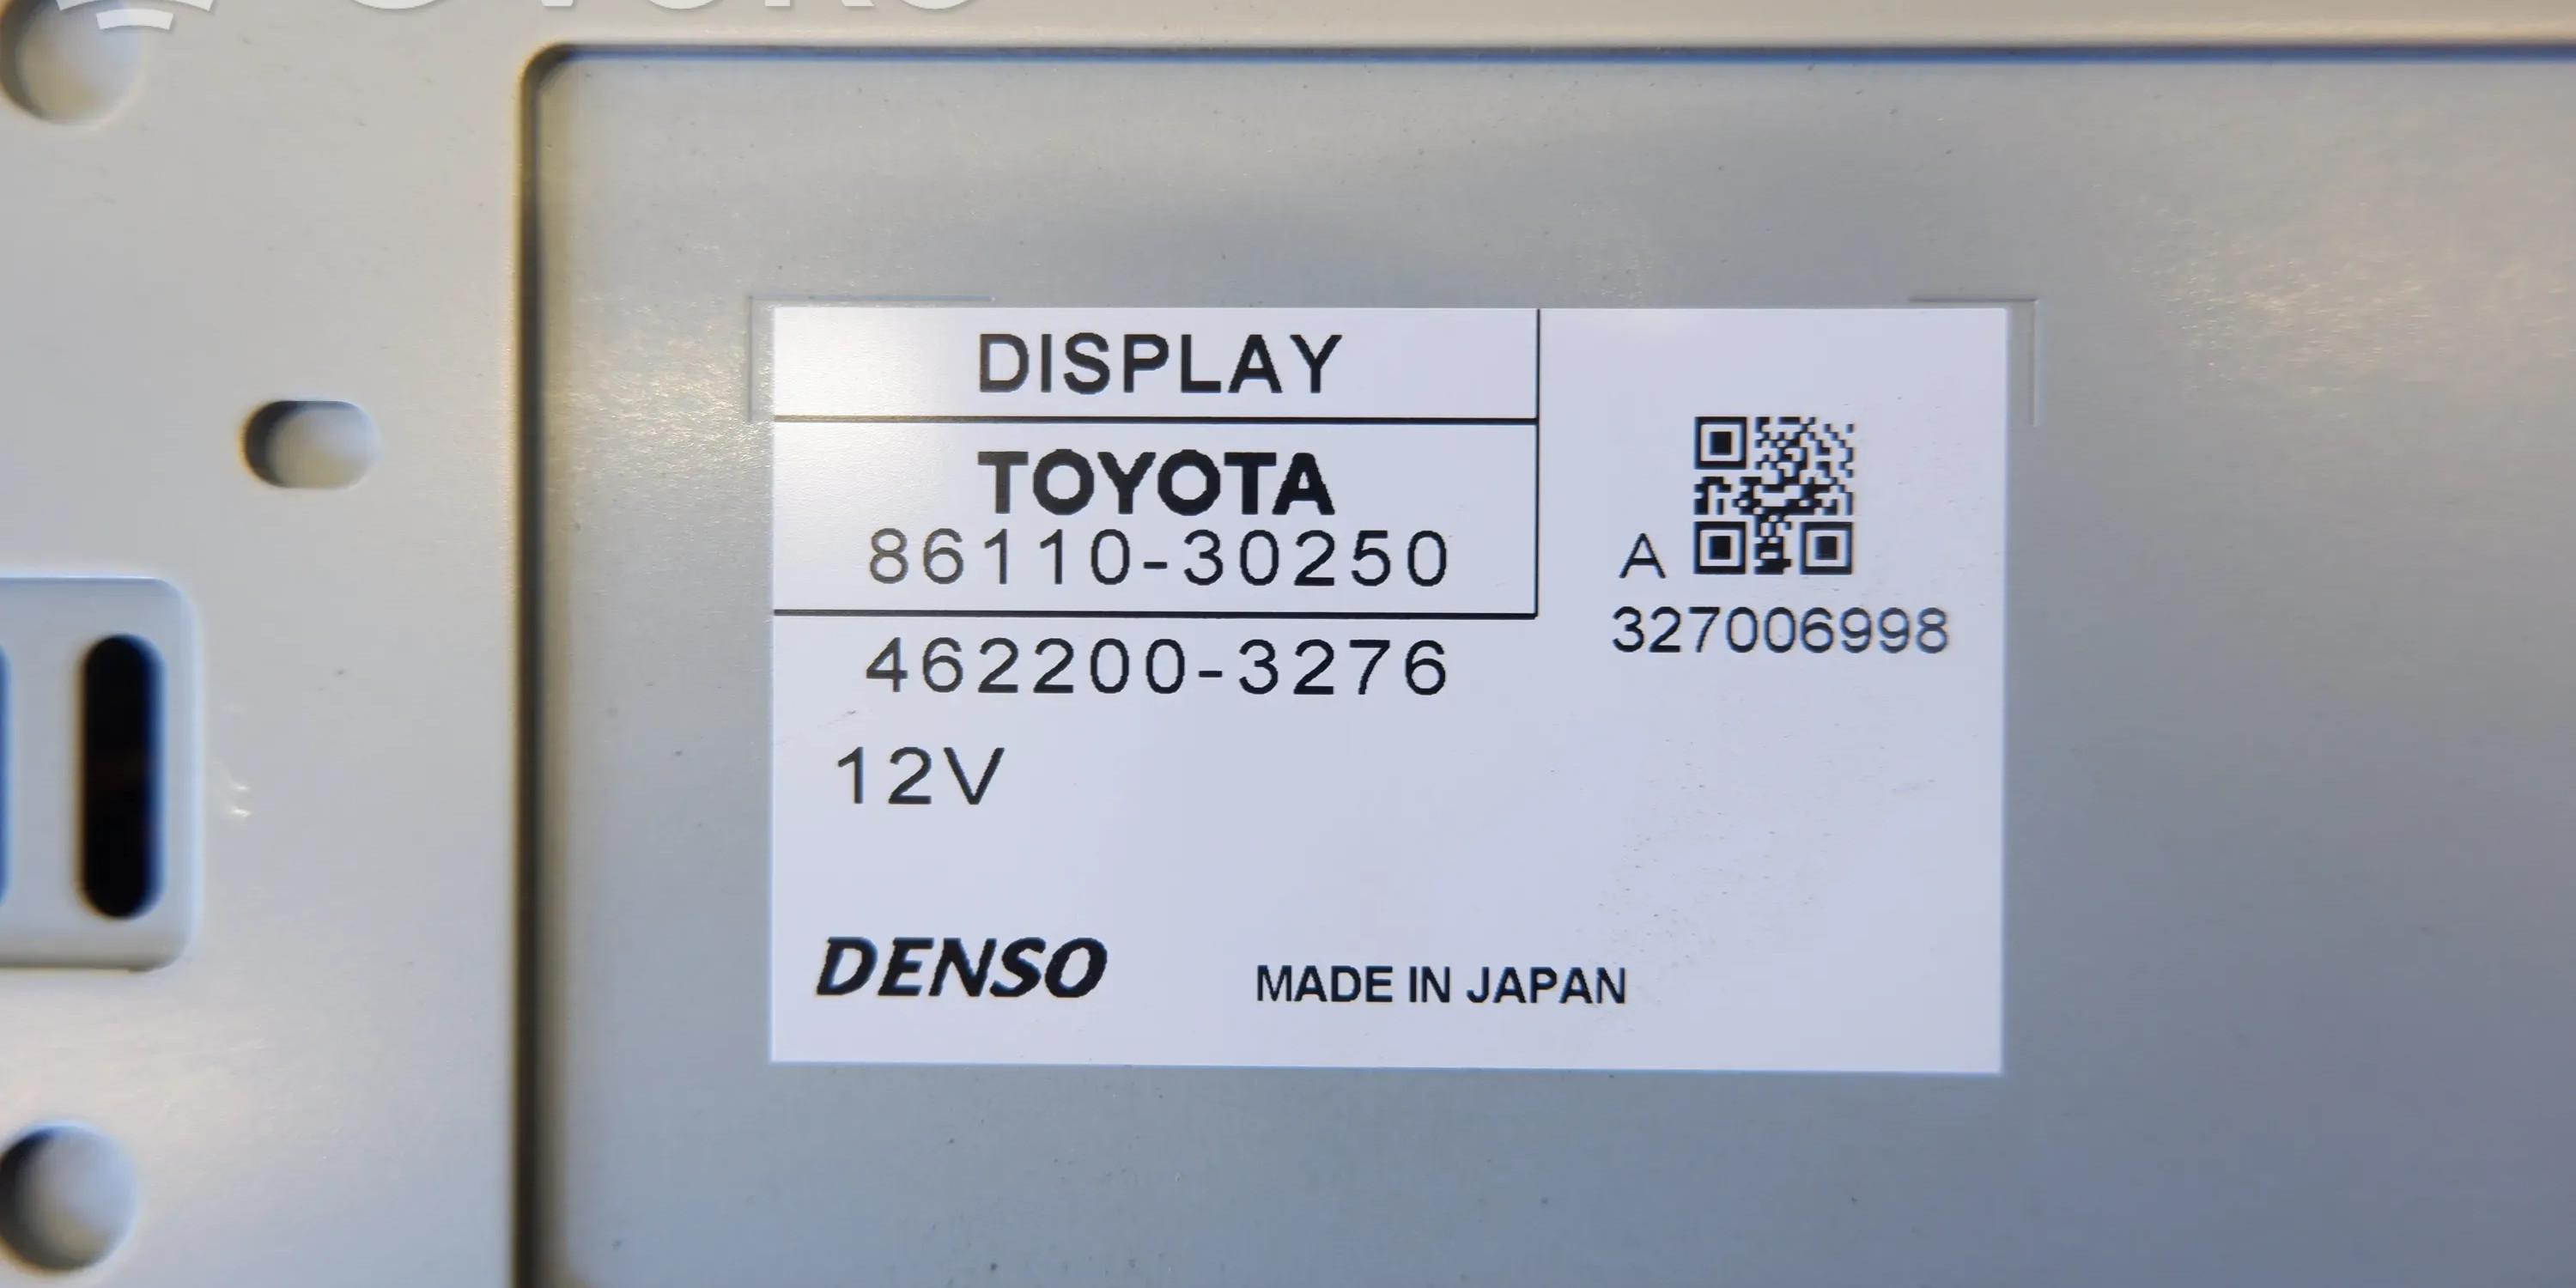 DISPLAY
TOYOTA
86110-30250
462200-3276
12V
A
327006998
DENSO
MADE IN JAPAN